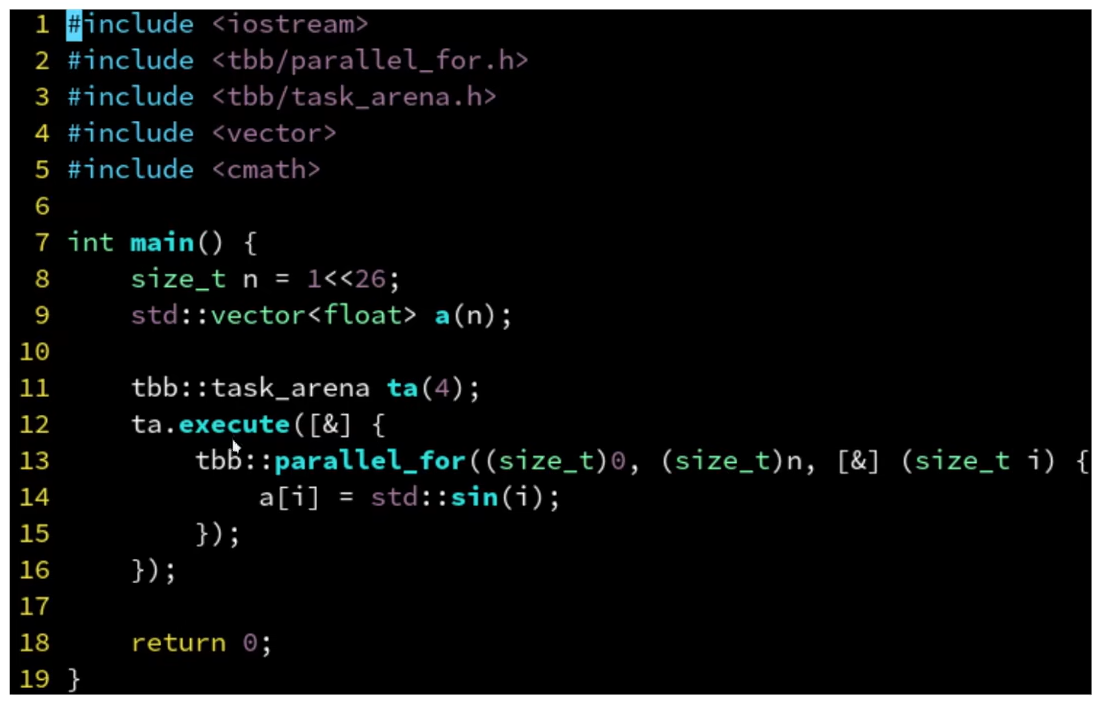 1 #include <iostream>
2 #include <tbb/parallel_for.h>
3 #include <tbb/task_arena.h>
4 #include <vector>
5 #include <cmath>
6
7 int main() {
8     size_t n = 1<<26;
9     std::vector<float> a(n);
10
11     tbb::task_arena ta(4);
12     ta.execute([&] {
13         tbb::parallel_for((size_t)0, (size_t)n, [&] (size_t i) {
14             a[i] = std::sin(i);
15         });
16     });
17
18     return 0;
19 }